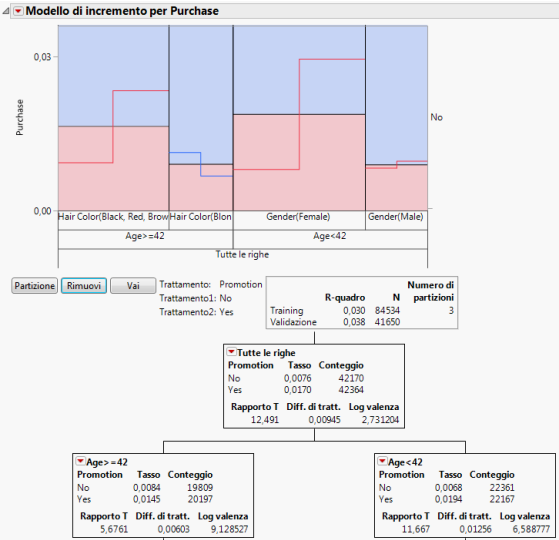 Modello di incremento per Purchase
0,03
Purchase
No
0,00
Hair Color(Black, Red, Brow Hair Color(Blon Gender(Female) Gender(Male)
Age>=42 Age<42
Tutte le righe
Partizione Rimuovi Vai
Trattamento: Promotion
Trattamento1: No
Trattamento2: Yes
Numero di
R-quadro N partizioni
Training 0,030 84534 3
Validazione 0,038 41650
Tutte le righe
Promotion Tasso Conteggio
No 0,0076 42170
Yes 0,0170 42364
Rapporto T Diff. di tratt. Log valenza
12,491 0,00945 2,731204
Age>=42
Promotion Tasso Conteggio
No 0,0084 19809
Yes 0,0145 20197
Rapporto T Diff. di tratt. Log valenza
5,6761 0,00603 9,128527
Age<42
Promotion Tasso Conteggio
No 0,0068 22361
Yes 0,0194 22167
Rapporto T Diff. di tratt. Log valenza
11,667 0,01256 6,588777